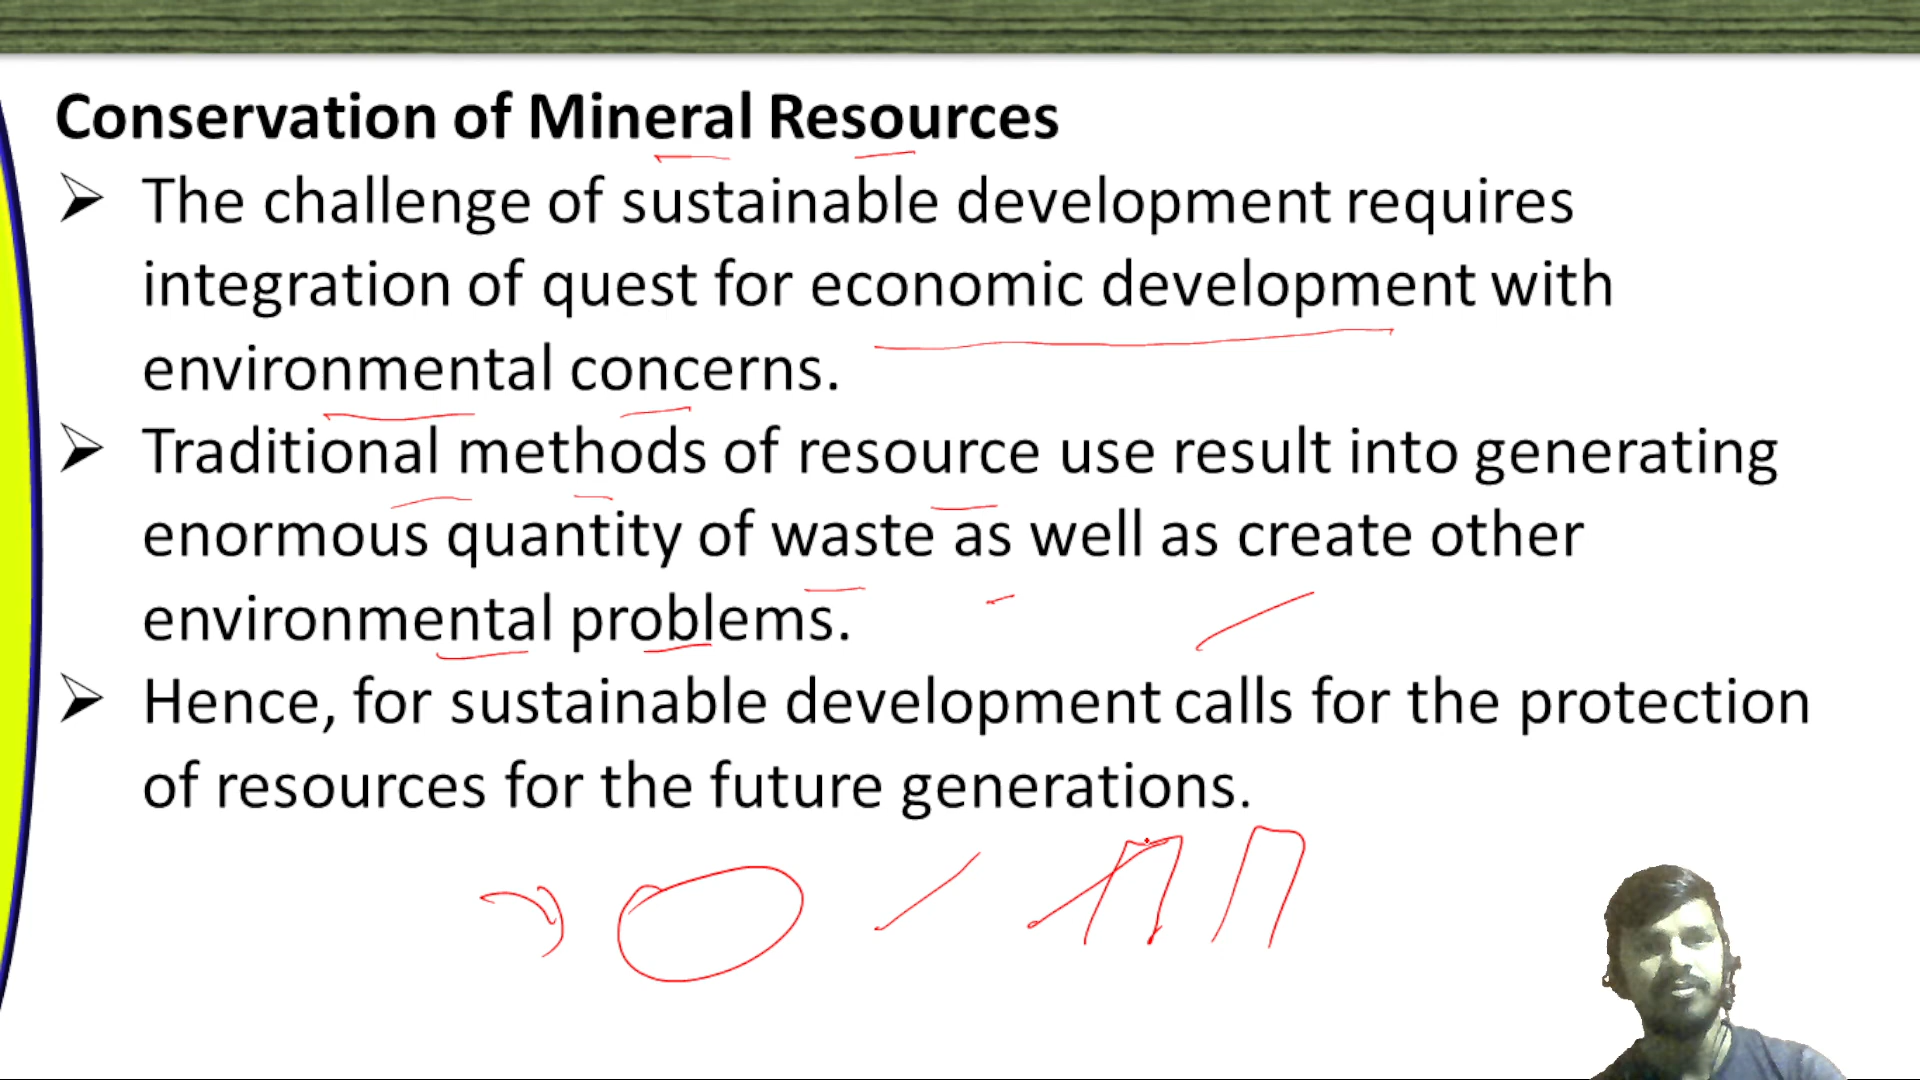 Conservation of Mineral Resources
The challenge of sustainable development requires
integration of quest for economic development with
environmental concerns.
Traditional methods of resource use result into generating
enormous quantity of waste as well as create other
environmental problems.
Hence, for sustainable development calls for the protection
of resources for the future generations.